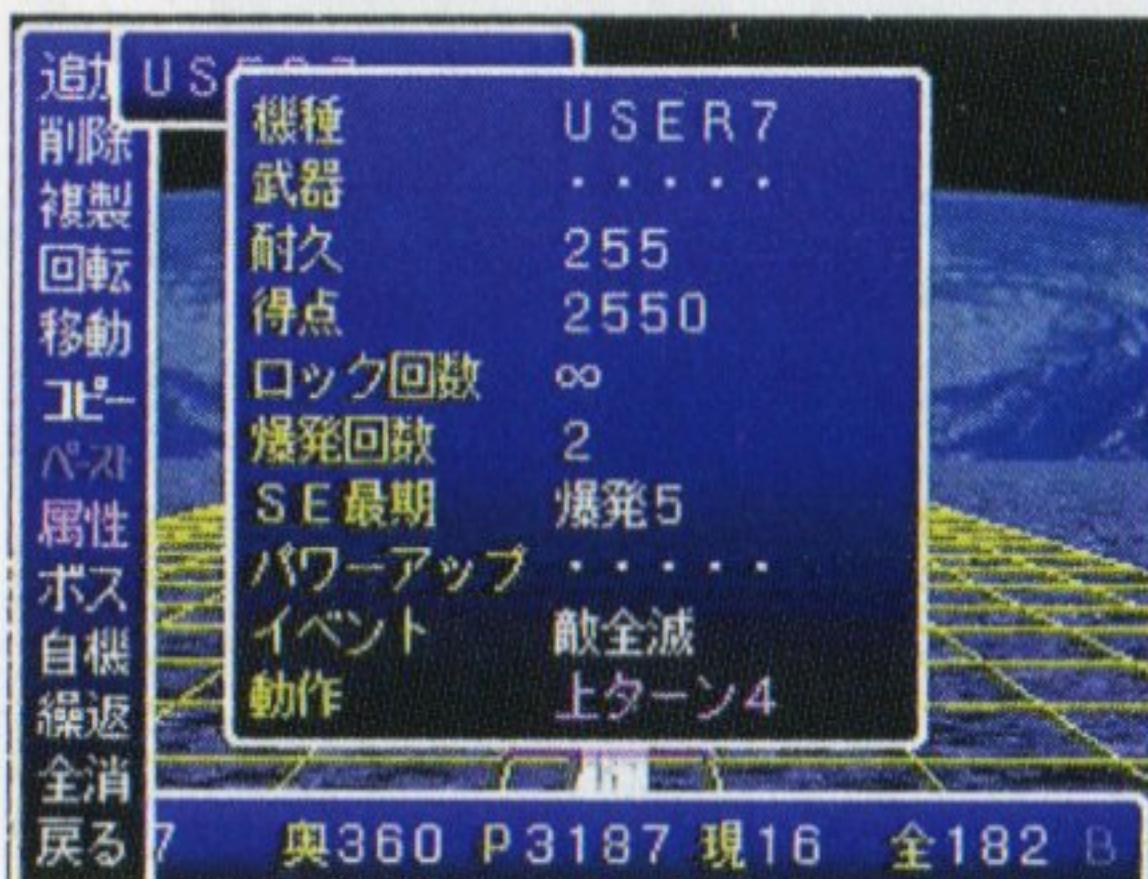 追加
削除
複製
回転
移動
コピー
ペースト
属性
ボス
自機
繰返
全消
戻る
機種 USER7
武器 ・・・・・
耐久 255
得点 2550
ロック回数 ∞
爆発回数 2
SE最期 爆発5
パワーアップ ・・・・・
イベント 敵全滅
動作 上ターン4
7 奥360 P3187 現16 全182 B